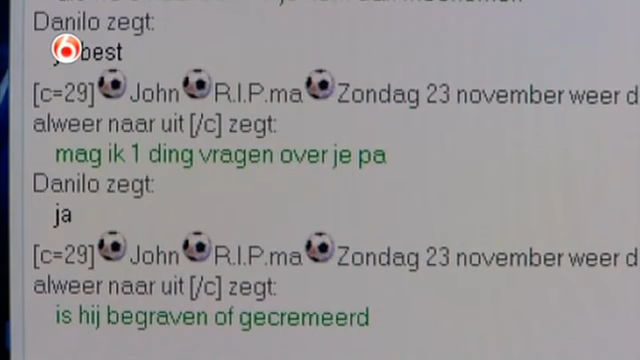 Danilo zegt:
6
best
[c=29] John R.I.P.ma Zondag 23 november weer d
alweer naar uit [/c] zegt:
mag ik 1 ding vragen over je pa
Danilo zegt:
ja
[c=29] John R.I.P.ma Zondag 23 november weer d
alweer naar uit [/c] zegt:
is hij begraven of gecremeerd